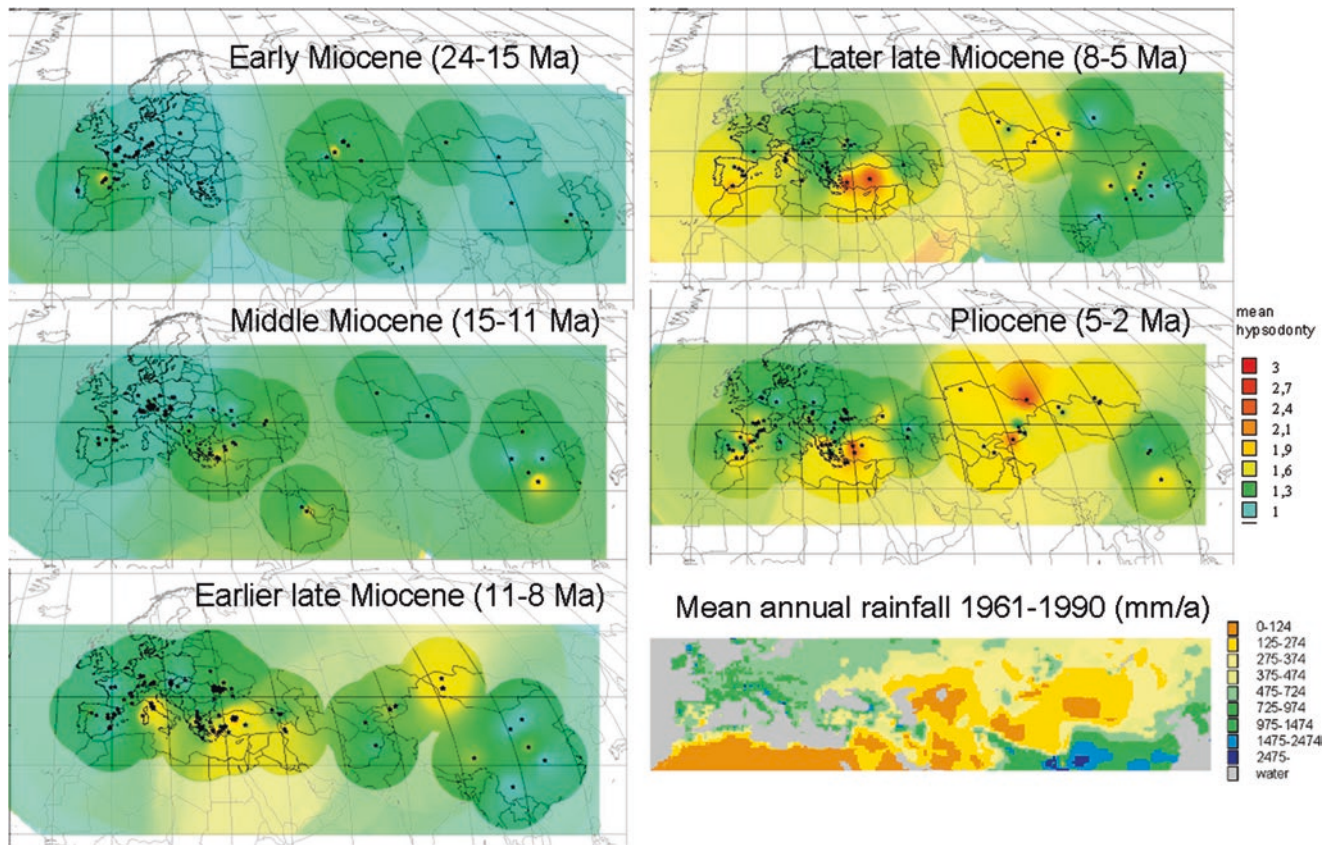 Early Miocene (24-15 Ma)
Middle Miocene (15-11 Ma)
Earlier late Miocene (11-8 Ma)
Later late Miocene (8-5 Ma)
Pliocene (5-2 Ma)
mean
hypsodonty
3
2,7
2,4
2,1
1,9
1,6
1,3
1
Mean annual rainfall 1961-1990 (mm/a)
0-124
125-274
275-374
375-474
475-724
725-974
975-1474
1475-2474
2475-
water